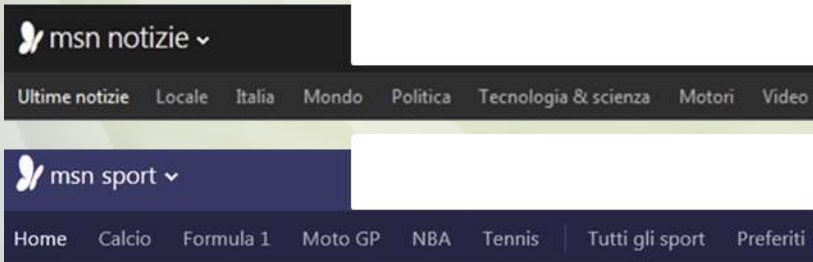 msn notizie
Ultime notizie Locale Italia Mondo Politica Tecnologia & scienza Motori Video
msn sport
Home Calcio Formula 1 Moto GP NBA Tennis Tutti gli sport Preferiti